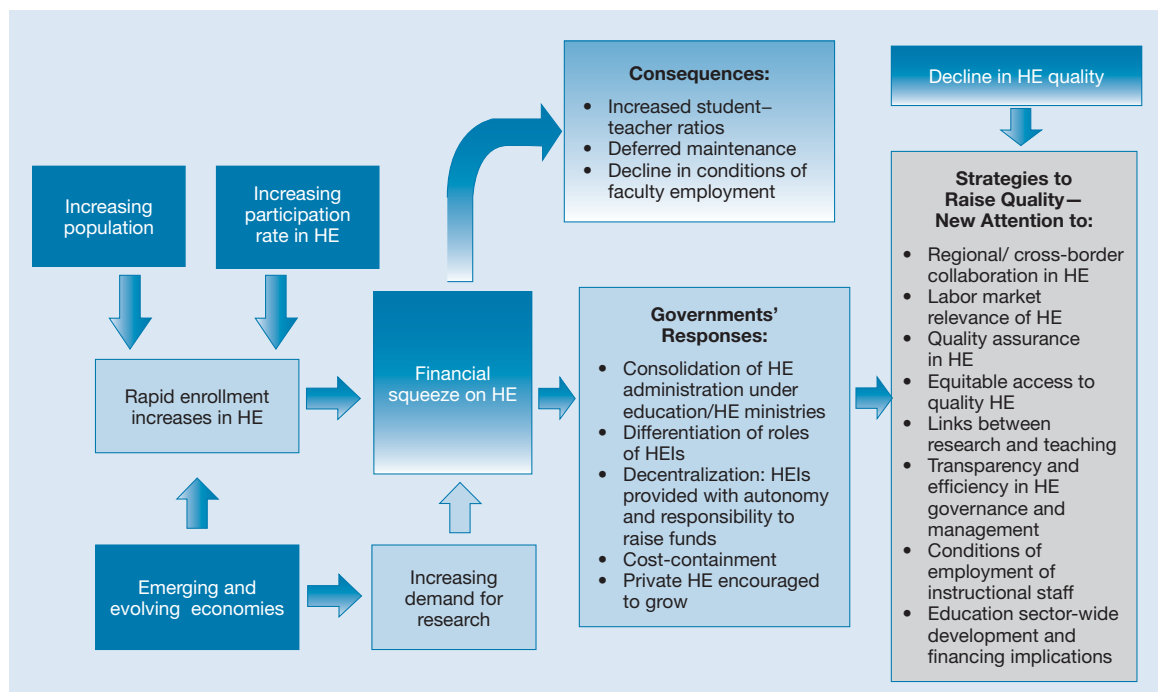 Consequences:
• Increased student–
teacher ratios
• Deferred maintenance
• Decline in conditions of
faculty employment
Decline in HE quality
Increasing
population
Increasing
participation
rate in HE
Rapid enrollment
increases in HE
Financial
squeeze on HE
Emerging and
evolving economies
Increasing
demand for
research
Governments’
Responses:
• Consolidation of HE
administration under
education/HE ministries
• Differentiation of roles
of HEIs
• Decentralization: HEIs
provided with autonomy
and responsibility to
raise funds
• Cost-containment
• Private HE encouraged
to grow
Strategies to
Raise Quality—
New Attention to:
• Regional/ cross-border
collaboration in HE
• Labor market
relevance of HE
• Quality assurance
in HE
• Equitable access to
quality HE
• Links between
research and teaching
• Transparency and
efficiency in HE
governance and
management
• Conditions of
employment of
instructional staff
• Education sector-wide
development and
financing implications